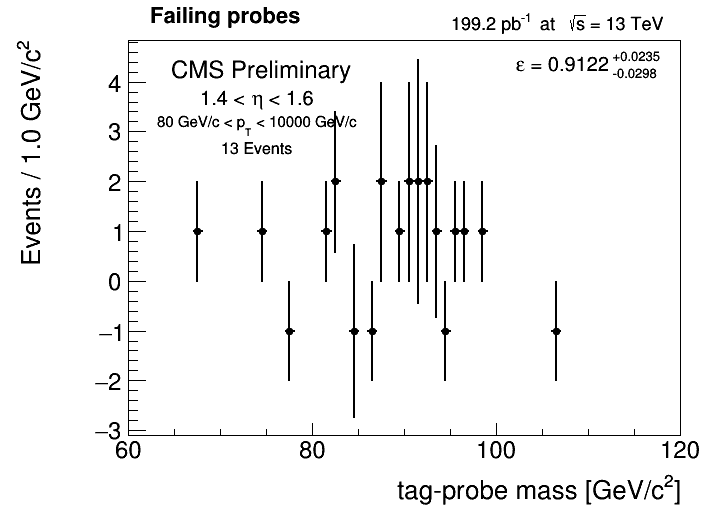 Failing probes
199.2 pb⁻¹ at √s = 13 TeV
CMS Preliminary
ε = 0.9122 +0.0235 -0.0298
1.4 < η < 1.6
80 GeV/c < p_T < 10000 GeV/c
13 Events
Events / 1.0 GeV/c²
4
3
2
1
0
−1
−2
−3
60 80 100 120
tag-probe mass [GeV/c²]